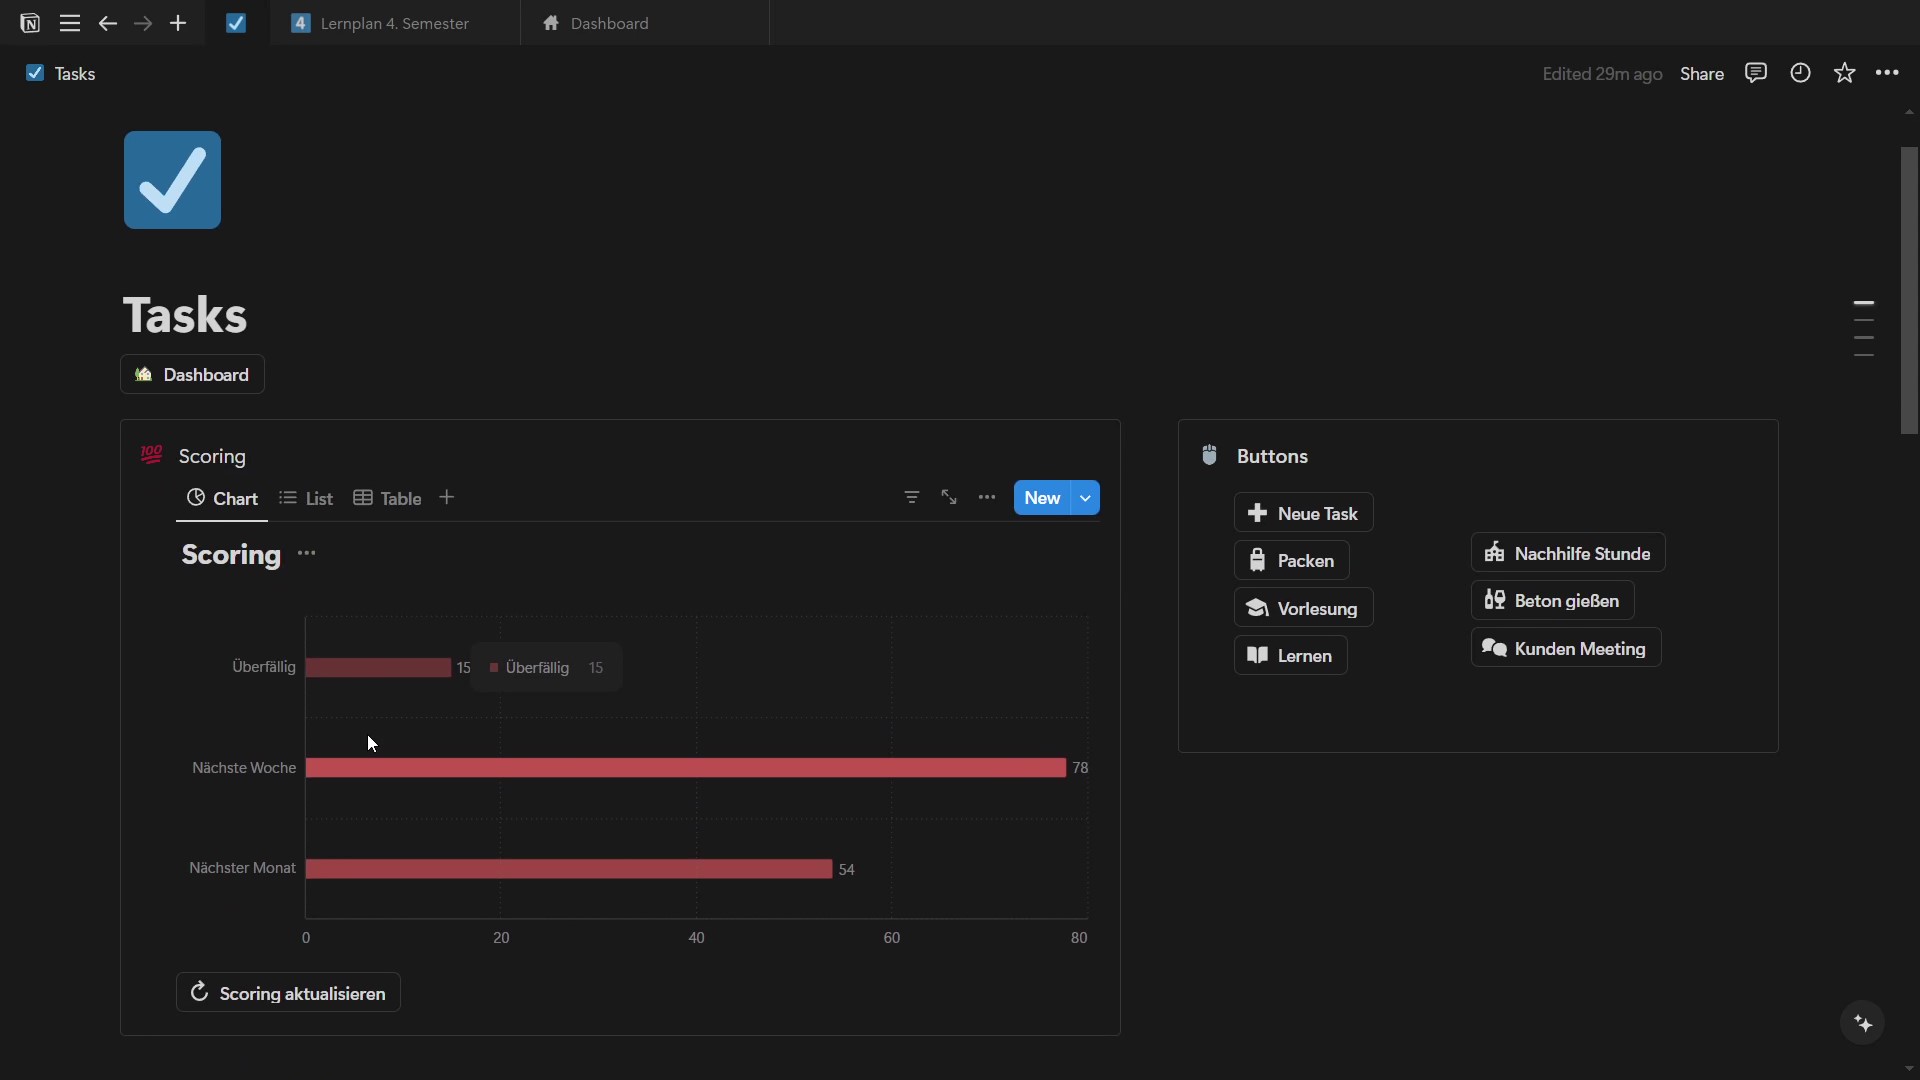 4 Lernplan 4. Semester
Dashboard
Tasks
Edited 29m ago
Share
Tasks
Dashboard
100 Scoring
Chart
List
Table
New
Scoring
Überfällig
15
Überfällig 15
Nächste Woche
78
Nächster Monat
54
0 20 40 60 80
Scoring aktualisieren
Buttons
Neue Task
Packen
Vorlesung
Lernen
Nachhilfe Stunde
Beton gießen
Kunden Meeting